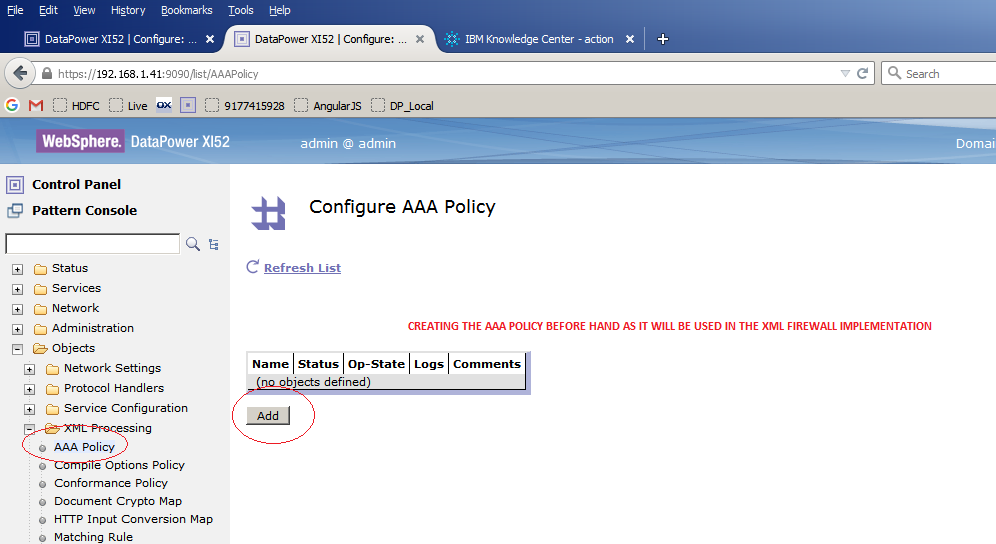 File Edit View History Bookmarks Tools Help
DataPower XI52 | Configure: ... × DataPower XI52 | Configure: ... × IBM Knowledge Center - action × +
https://192.168.1.41:9090/list/AAAPolicy Search
HDFC Live OX 9177415928 AngularJS DP_Local
WebSphere. DataPower XI52 admin @ admin Domai
Control Panel
Pattern Console
Configure AAA Policy
Status
Refresh List
Services
Network
Administration
CREATING THE AAA POLICY BEFORE HAND AS IT WILL BE USED IN THE XML FIREWALL IMPLEMENTATION
Objects
Name Status Op-State Logs Comments
Network Settings
(no objects defined)
Protocol Handlers
Service Configuration
Add
XML Processing
AAA Policy
Compile Options Policy
Conformance Policy
Document Crypto Map
HTTP Input Conversion Map
Matching Rule